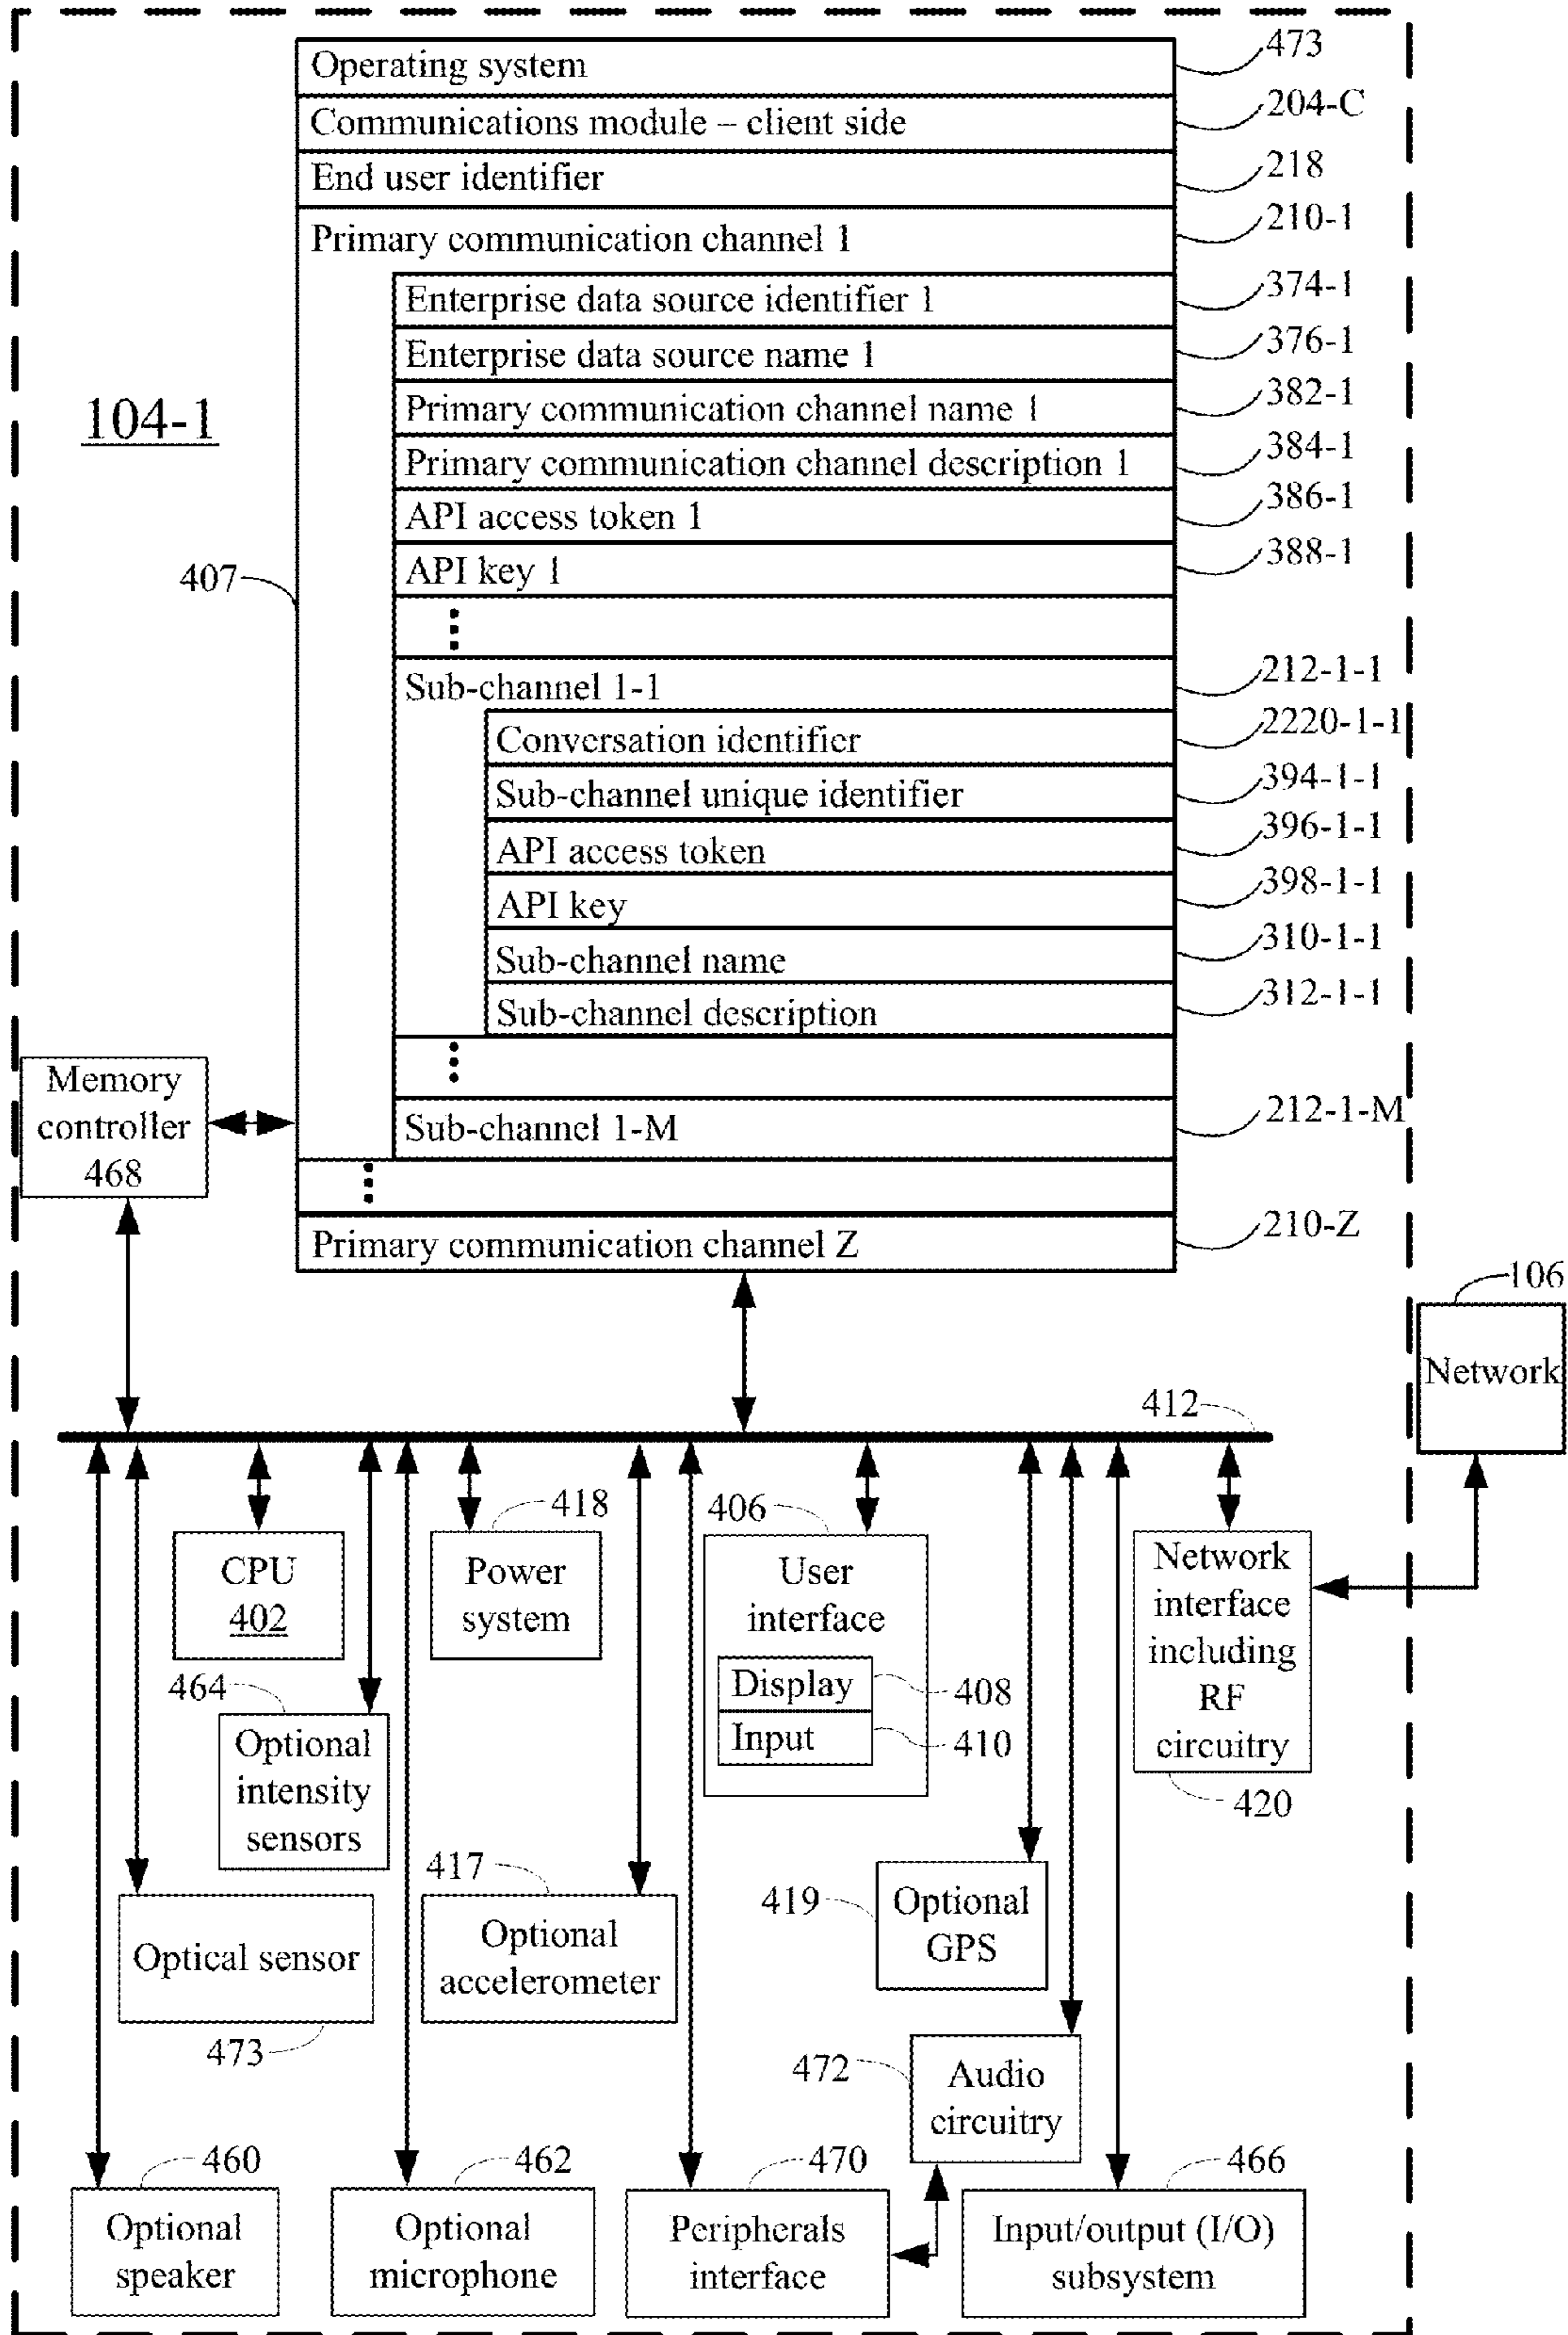 Operating system
473
Communications module – client side
204-C
End user identifier
218
Primary communication channel 1
210-1
Enterprise data source identifier 1
374-1
Enterprise data source name 1
376-1
Primary communication channel name 1
382-1
104-1
Primary communication channel description 1
384-1
API access token 1
386-1
API key 1
388-1
407
Sub-channel 1-1
212-1-1
Conversation identifier
2220-1-1
Sub-channel unique identifier
394-1-1
API access token
396-1-1
API key
398-1-1
Sub-channel name
310-1-1
Sub-channel description
312-1-1
Memory
controller
468
Sub-channel 1-M
212-1-M
Primary communication channel Z
210-Z
106
Network
412
CPU
402
418
Power
system
406
User
interface
Display
408
Input
410
Network
interface
including
RF
circuitry
420
464
Optional
intensity
sensors
417
Optional
accelerometer
419
Optional
GPS
Optical sensor
473
472
Audio
circuitry
460
Optional
speaker
462
Optional
microphone
470
Peripherals
interface
466
Input/output (I/O)
subsystem